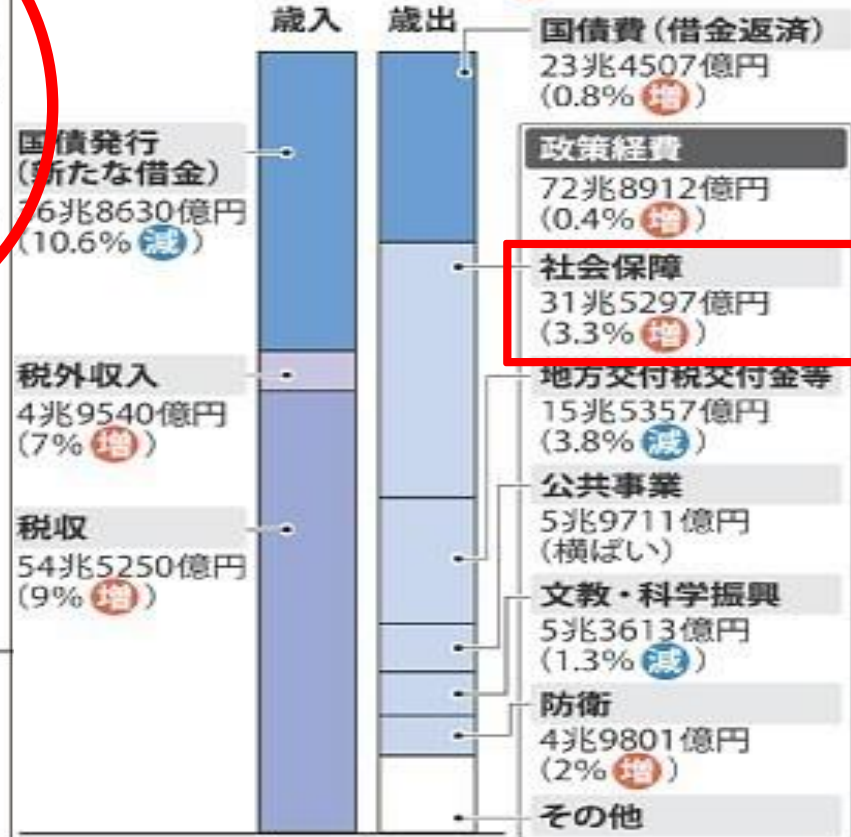 歳入 歳出
国債発行
(新たな借金)
36兆8630億円
(10.6% 減)
税外収入
4兆9540億円
(7% 増)
税収
54兆5250億円
(9% 増)
国債費(借金返済)
23兆4507億円
(0.8% 増)
政策経費
72兆8912億円
(0.4% 増)
社会保障
31兆5297億円
(3.3% 増)
地方交付税交付金等
15兆5357億円
(3.8% 減)
公共事業
5兆9711億円
(横ばい)
文教・科学振興
5兆3613億円
(1.3% 減)
防衛
4兆9801億円
(2% 増)
その他